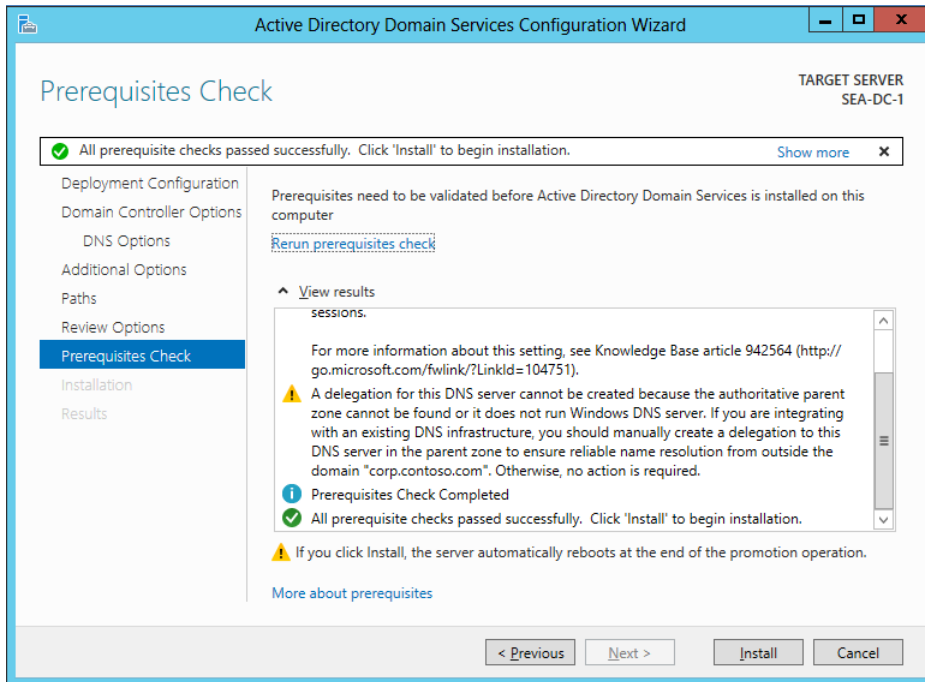 Active Directory Domain Services Configuration Wizard
Prerequisites Check
TARGET SERVER
SEA-DC-1
All prerequisite checks passed successfully.  Click 'Install' to begin installation.
Show more
Deployment Configuration
Domain Controller Options
DNS Options
Additional Options
Paths
Review Options
Prerequisites Check
Installation
Results
Prerequisites need to be validated before Active Directory Domain Services is installed on this
computer
Rerun prerequisites check
View results
sessions.
For more information about this setting, see Knowledge Base article 942564 (http://
go.microsoft.com/fwlink/?LinkId=104751).
A delegation for this DNS server cannot be created because the authoritative parent
zone cannot be found or it does not run Windows DNS server. If you are integrating
with an existing DNS infrastructure, you should manually create a delegation to this
DNS server in the parent zone to ensure reliable name resolution from outside the
domain "corp.contoso.com". Otherwise, no action is required.
Prerequisites Check Completed
All prerequisite checks passed successfully.  Click 'Install' to begin installation.
If you click Install, the server automatically reboots at the end of the promotion operation.
More about prerequisites
< Previous
Next >
Install
Cancel